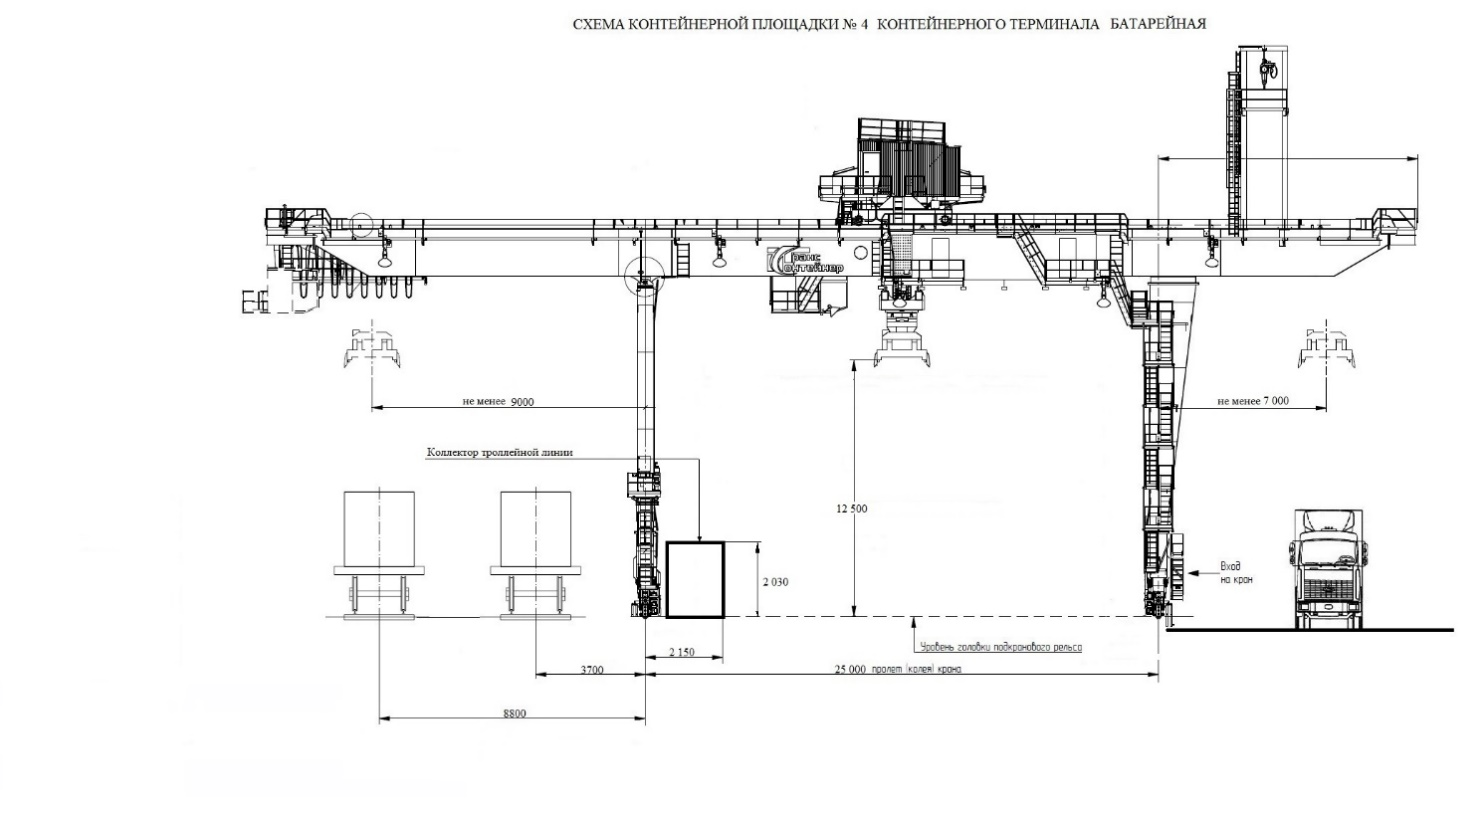 СХЕМА КОНТЕЙНЕРНОЙ ПЛОЩАДКИ № 4 КОНТЕЙНЕРНОГО ТЕРМИНАЛА БАТАРЕЙНАЯ
Транс
Контейнер
не менее 9000
не менее 7 000
Коллектор троллейной линии
12 500
Вход
на кран
2 030
Уровень головки подкранового рельса
2 150
3700
25 000 пролет (колея) крана
8800